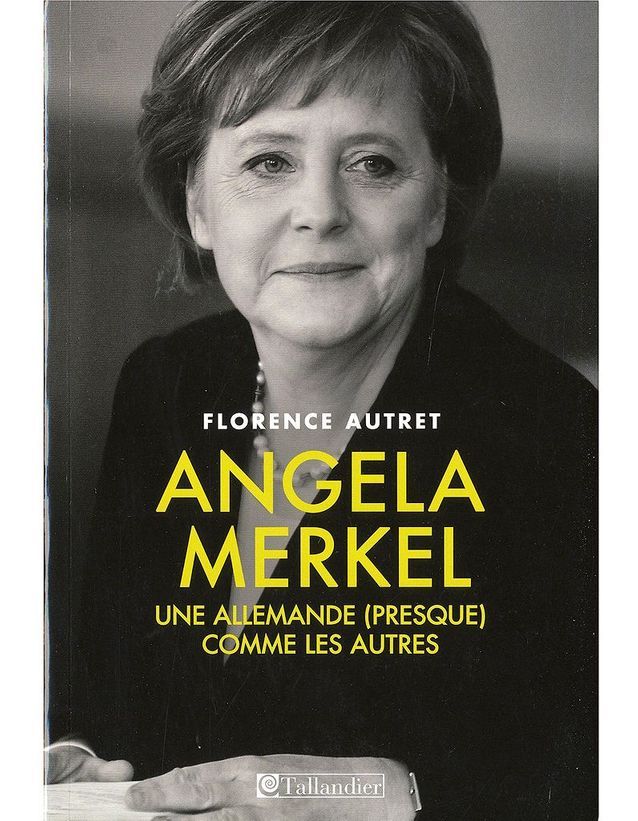 FLORENCE AUTRET
ANGELA
MERKEL
UNE ALLEMANDE (PRESQUE)
COMME LES AUTRES
Tallandier